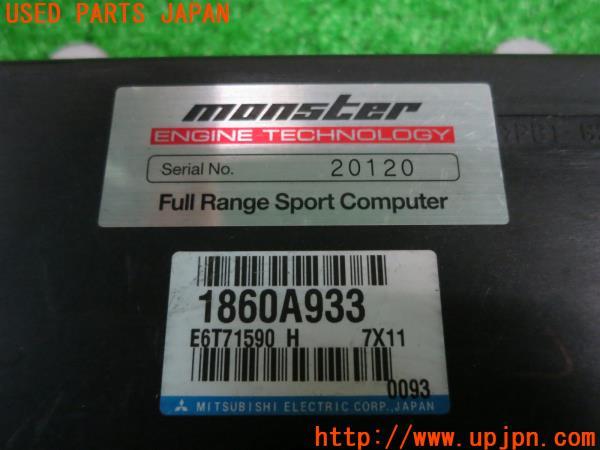 USED PARTS JAPAN
monster
ENGINE TECHNOLOGY
Serial No. 20120
Full Range Sport Computer
1860A933
E6T71590 H 7X11
0093
MITSUBISHI ELECTRIC CORP., JAPAN
http://www.upjpn.com/